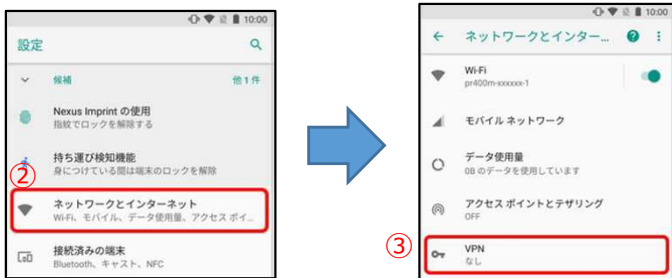 10:00
設定
候補
他1件
Nexus Imprint の使用
指紋でロックを解除する
持ち運び検知機能
身につけている間は端末のロックを解除
②
ネットワークとインターネット
Wi-Fi、モバイル、データ使用量、アクセス ポイ...
接続済みの端末
Bluetooth、キャスト、NFC
10:00
ネットワークとインター...
Wi-Fi
pr400m-xxxxxx-1
モバイル ネットワーク
データ使用量
0B のデータを使用しています
アクセス ポイントとテザリング
OFF
③
VPN
なし